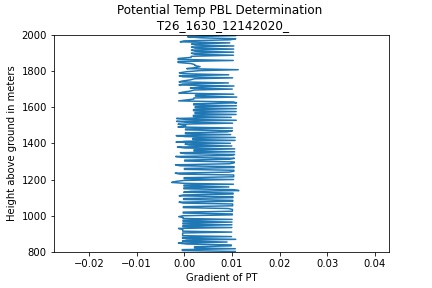 Potential Temp PBL Determination
T26_1630_12142020_
Height above ground in meters
2000
1800
1600
1400
1200
1000
800
−0.02 −0.01 0.00 0.01 0.02 0.03 0.04
Gradient of PT